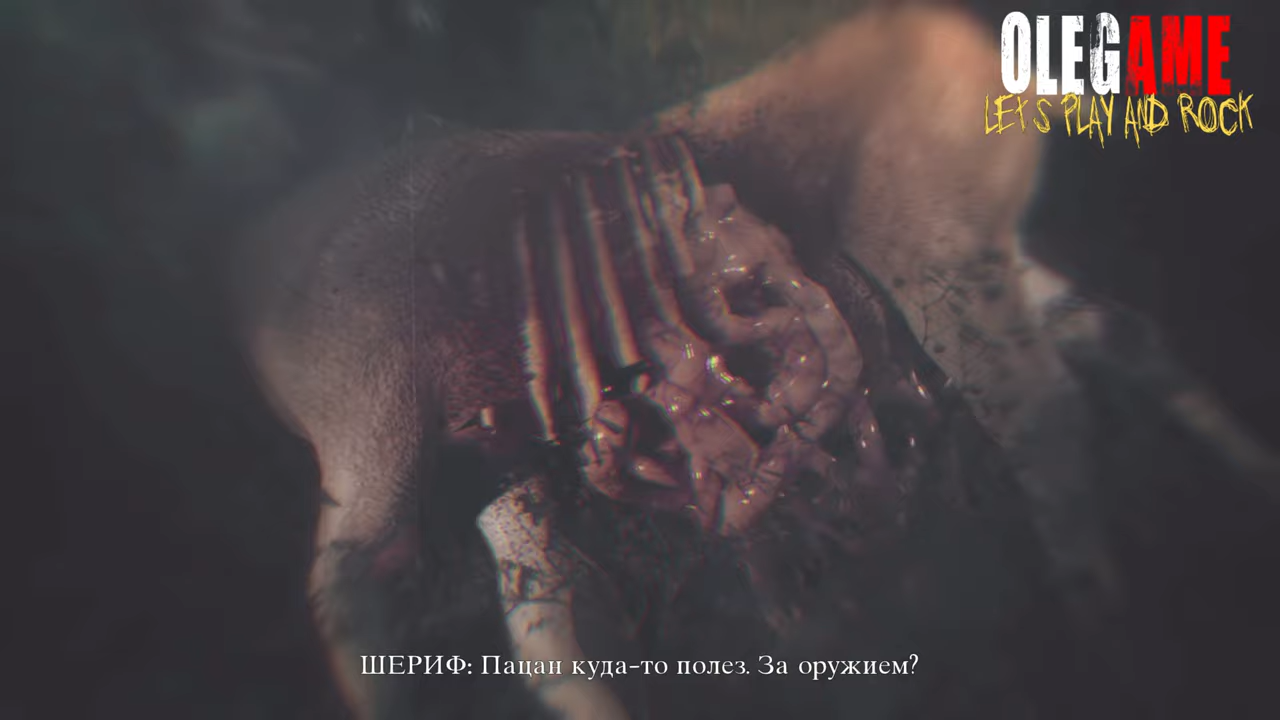 OLEGAME
LET'S PLAY AND ROCK
ШЕРИФ: Пацан куда-то полез. За оружием?